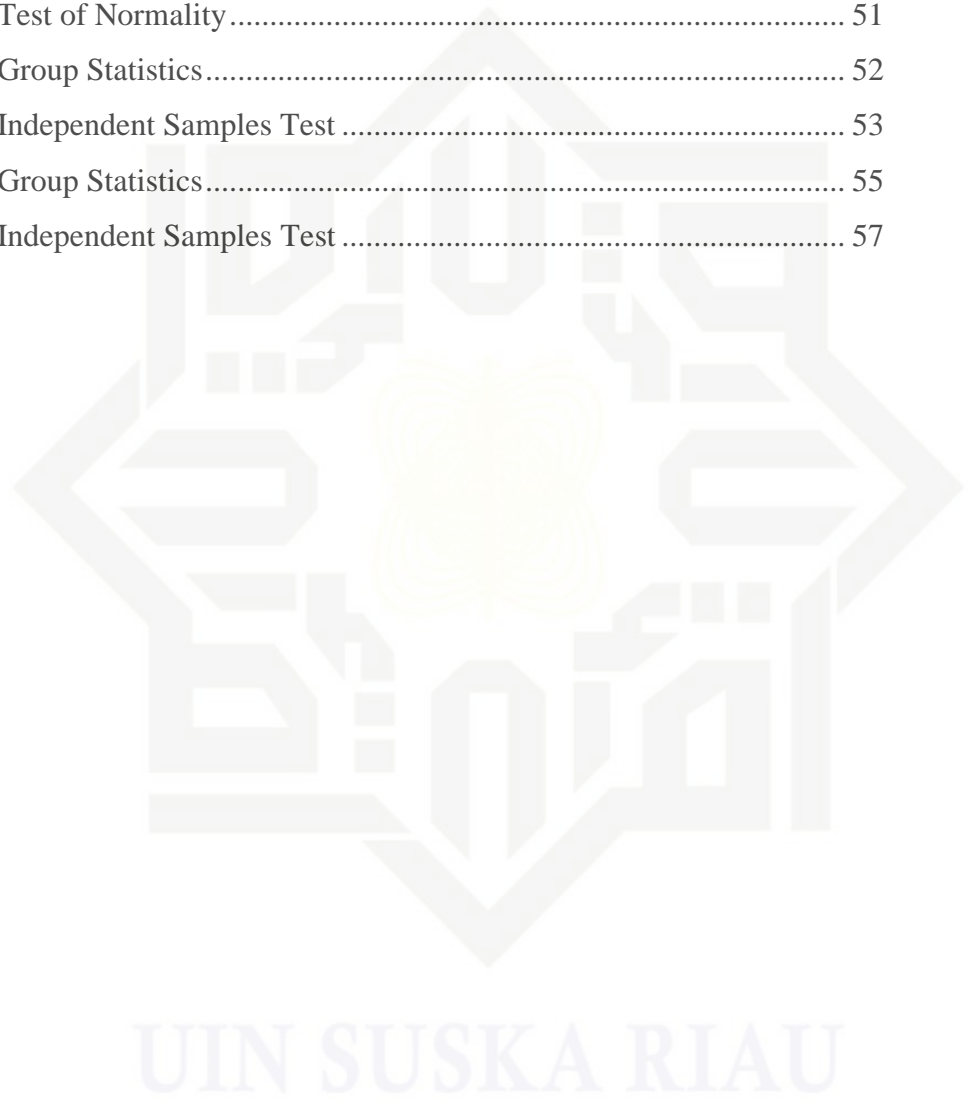 Test of Normality........................................................................................ 51
Group Statistics........................................................................................... 52
Independent Samples Test ......................................................................... 53
Group Statistics........................................................................................... 55
Independent Samples Test ......................................................................... 57
UIN SUSKA RIAU